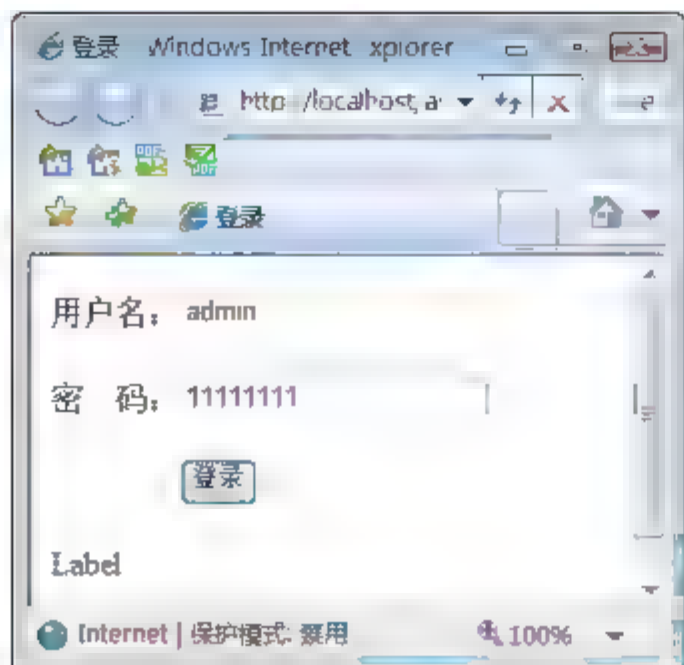 登录 Windows Internet xplorer
http /localhost
登录
用户名： admin
密 码： 11111111
登录
Label
Internet | 保护模式: 禁用 100%